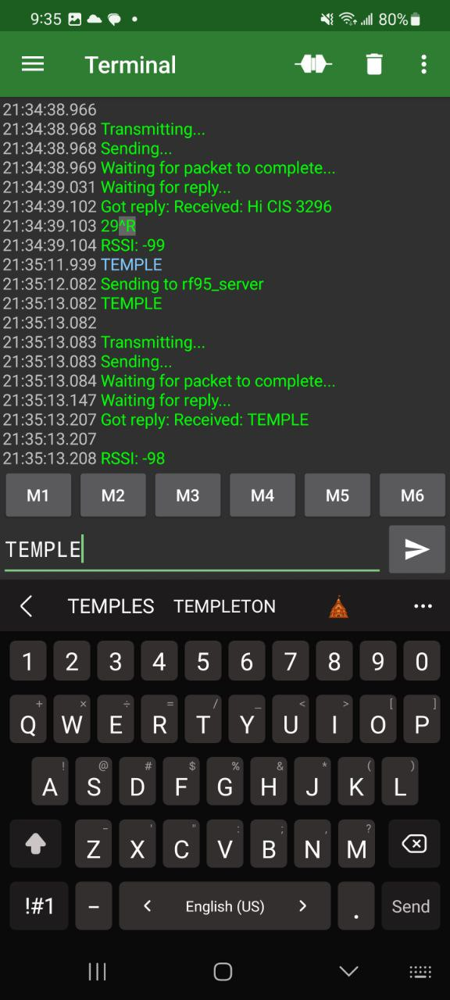 9:35 80%
Terminal
21:34:38.966
21:34:38.968 Transmitting...
21:34:38.968 Sending...
21:34:38.969 Waiting for packet to complete...
21:34:39.031 Waiting for reply...
21:34:39.102 Got reply: Received: Hi CIS 3296
21:34:39.103 29^R
21:34:39.104 RSSI: -99
21:35:11.939 TEMPLE
21:35:12.082 Sending to rf95_server
21:35:13.082 TEMPLE
21:35:13.082
21:35:13.083 Transmitting...
21:35:13.083 Sending...
21:35:13.084 Waiting for packet to complete...
21:35:13.147 Waiting for reply...
21:35:13.207 Got reply: Received: TEMPLE
21:35:13.207
21:35:13.208 RSSI: -98
M1 M2 M3 M4 M5 M6
TEMPLE
TEMPLES TEMPLETON
1 2 3 4 5 6 7 8 9 0
+ × ÷ = / _ < > [ ]
Q W E R T Y U I O P
! @ # $ % & * ( )
A S D F G H J K L
- ' " : ; , ?
Z X C V B N M
!#1 – < English (US) > . Send